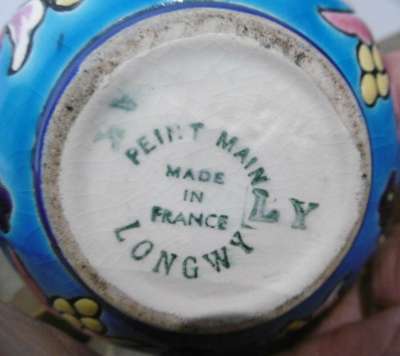 PEINT MAIN
MADE
IN
FRANCE
LONGWY
LY